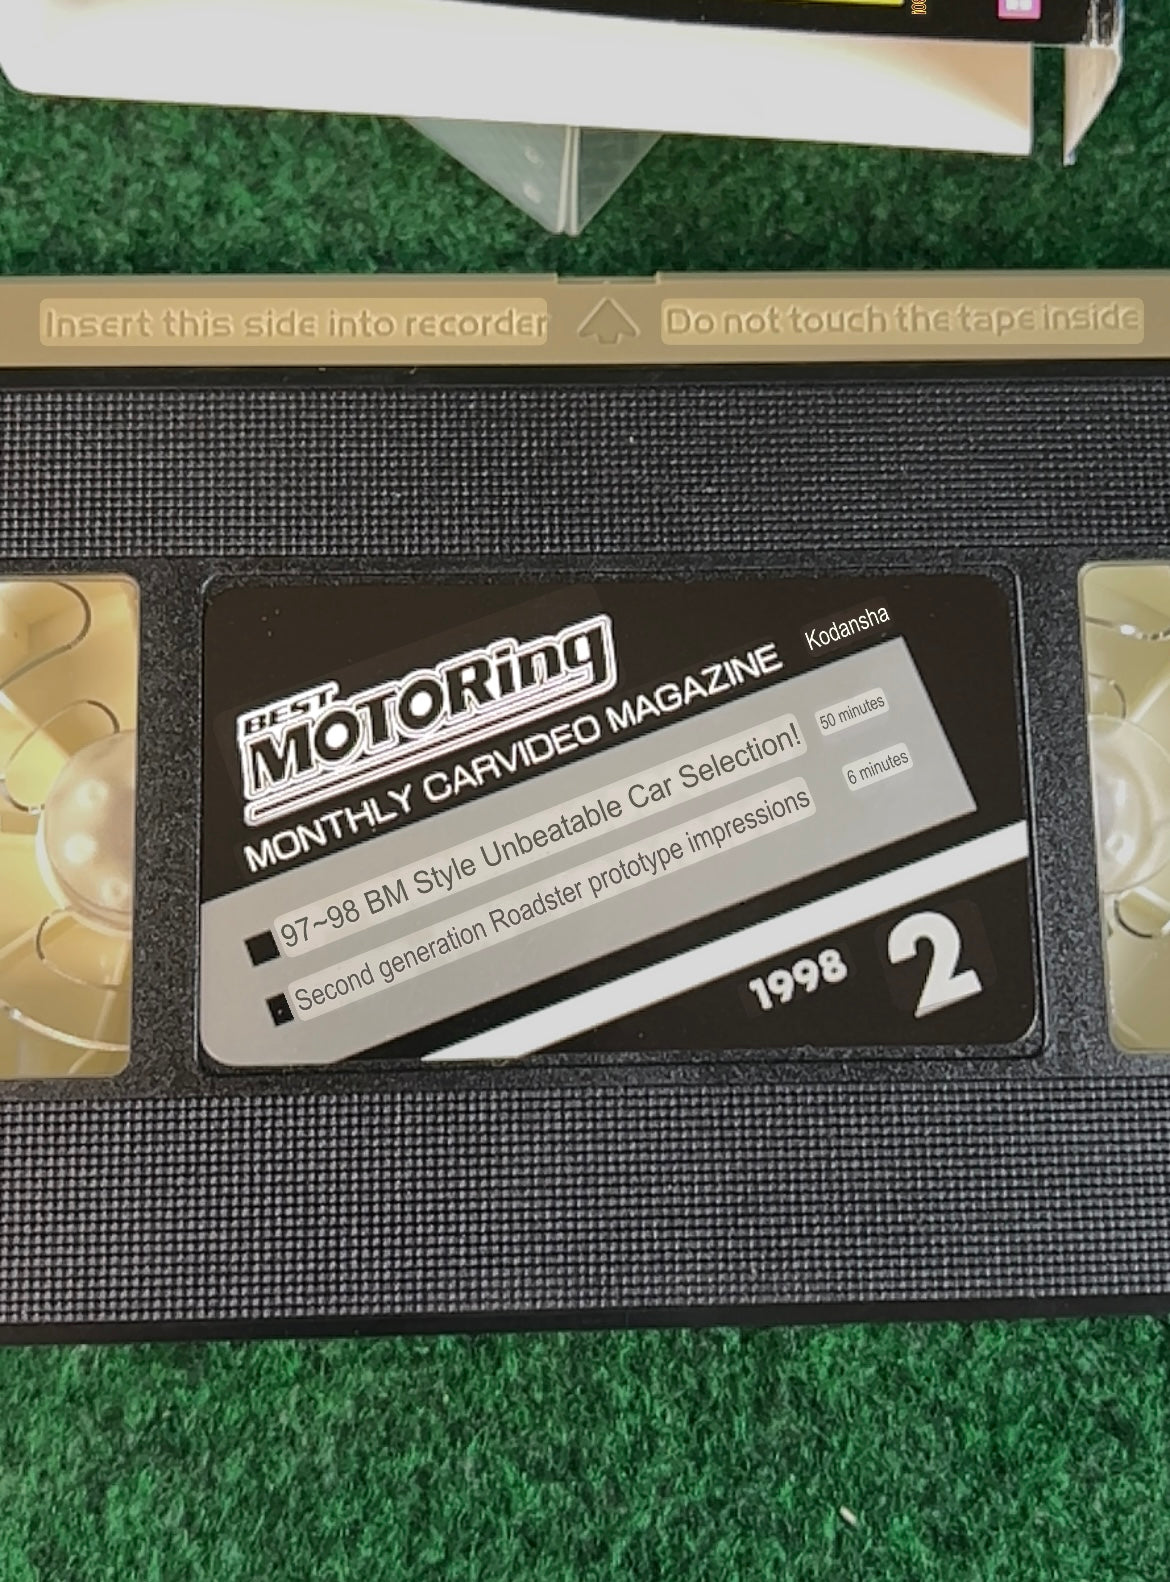 Insert this side into recorder
Do not touch the tape inside
BEST
MOTORing
MONTHLY CARVIDEO MAGAZINE
Kodansha
97~98 BM Style Unbeatable Car Selection!
50 minutes
Second generation Roadster prototype impressions
6 minutes
1998 2